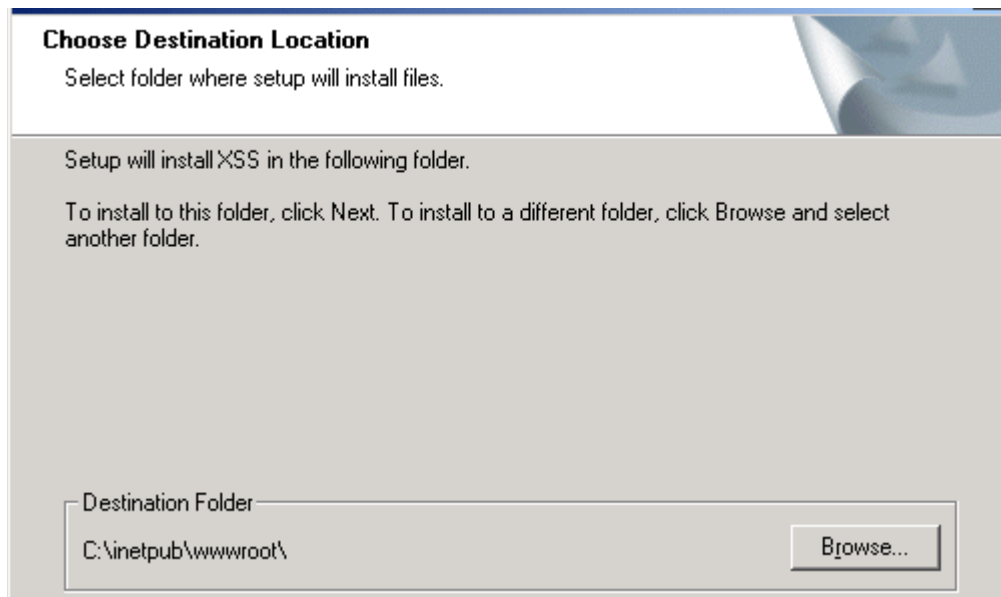 Choose Destination Location
Select folder where setup will install files.
Setup will install XSS in the following folder.
To install to this folder, click Next. To install to a different folder, click Browse and select
another folder.
Destination Folder
C:\inetpub\wwwroot\
Browse...